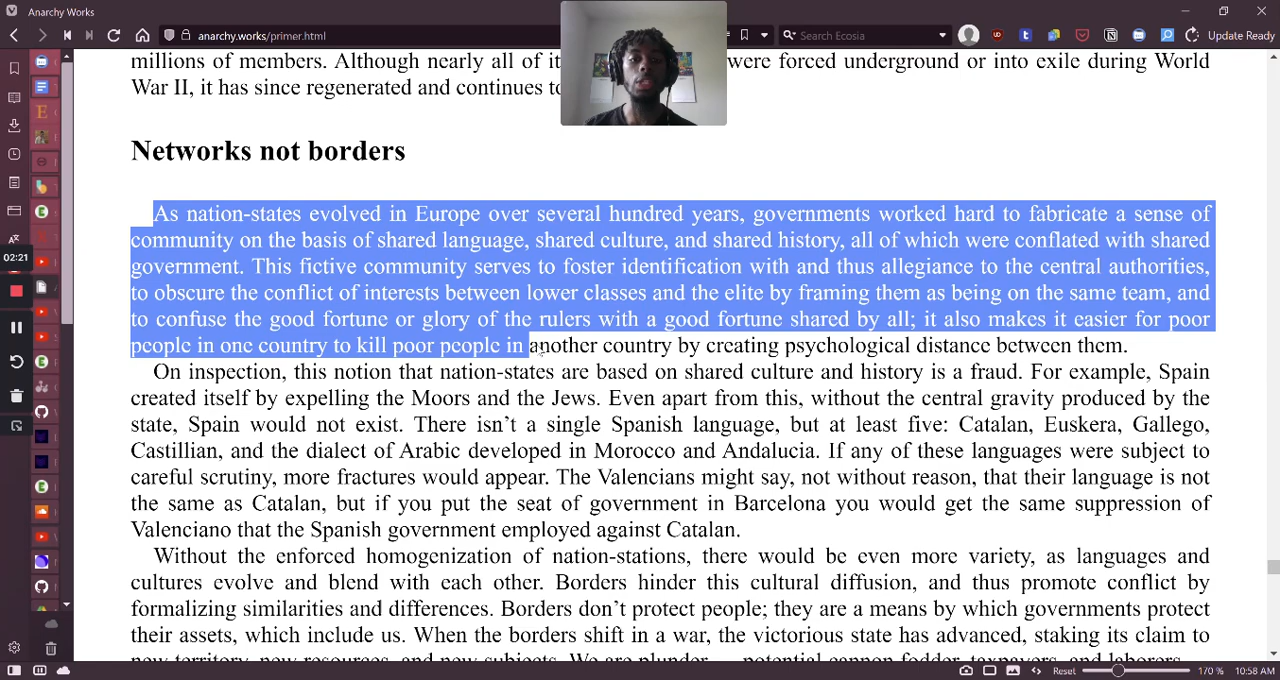 Anarchy Works
anarchy.works/primer.html
Search Ecosia
Update Ready
millions of members. Although nearly all of it
were forced underground or into exile during World
War II, it has since regenerated and continues to
Networks not borders
As nation-states evolved in Europe over several hundred years, governments worked hard to fabricate a sense of
community on the basis of shared language, shared culture, and shared history, all of which were conflated with shared
government. This fictive community serves to foster identification with and thus allegiance to the central authorities,
to obscure the conflict of interests between lower classes and the elite by framing them as being on the same team, and
to confuse the good fortune or glory of the rulers with a good fortune shared by all; it also makes it easier for poor
people in one country to kill poor people in another country by creating psychological distance between them.
On inspection, this notion that nation-states are based on shared culture and history is a fraud. For example, Spain
created itself by expelling the Moors and the Jews. Even apart from this, without the central gravity produced by the
state, Spain would not exist. There isn't a single Spanish language, but at least five: Catalan, Euskera, Gallego,
Castillian, and the dialect of Arabic developed in Morocco and Andalucia. If any of these languages were subject to
careful scrutiny, more fractures would appear. The Valencians might say, not without reason, that their language is not
the same as Catalan, but if you put the seat of government in Barcelona you would get the same suppression of
Valenciano that the Spanish government employed against Catalan.
Without the enforced homogenization of nation-stations, there would be even more variety, as languages and
cultures evolve and blend with each other. Borders hinder this cultural diffusion, and thus promote conflict by
formalizing similarities and differences. Borders don't protect people; they are a means by which governments protect
their assets, which include us. When the borders shift in a war, the victorious state has advanced, staking its claim to
new territory, new resources, and new subjects. We are plunder — potential cannon fodder, taxpayers, and laborers
02:21
Reset
170 %
10:58 AM